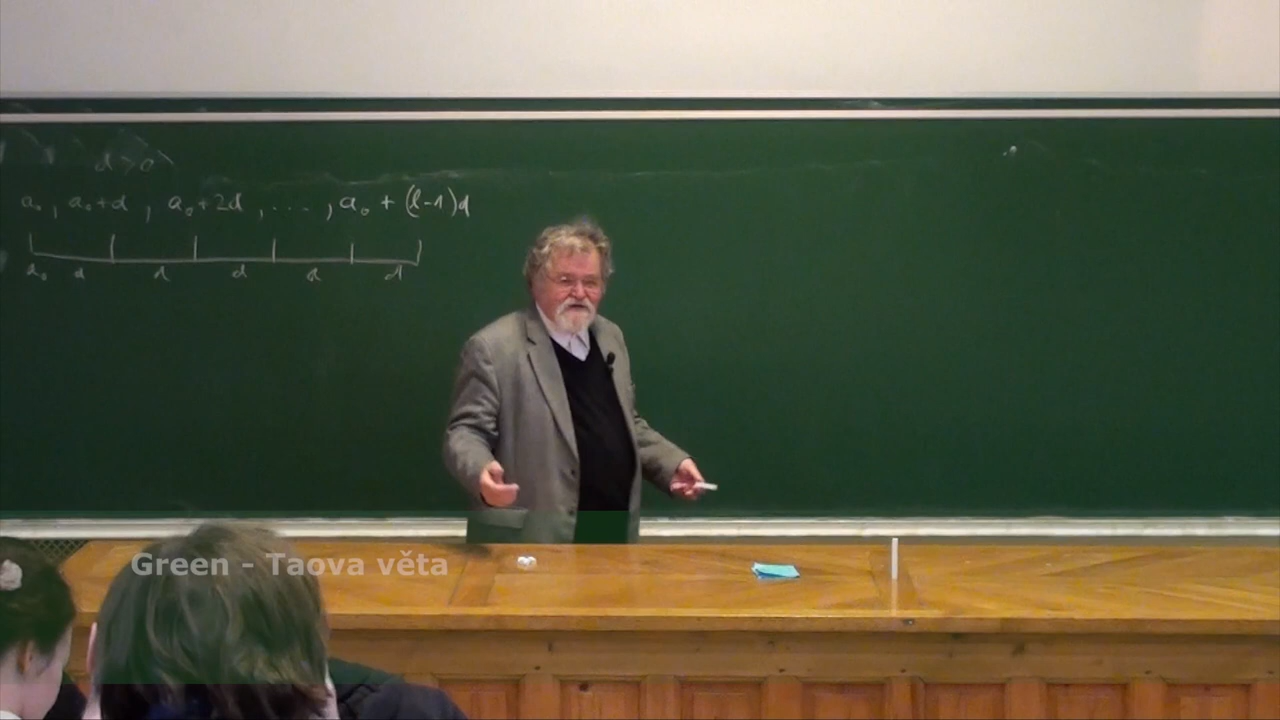 d > 0
a₀, a₀+d, a₀+2d, ..., a₀ + (l-1)d
a₀ d d d d d
Green - Taova věta